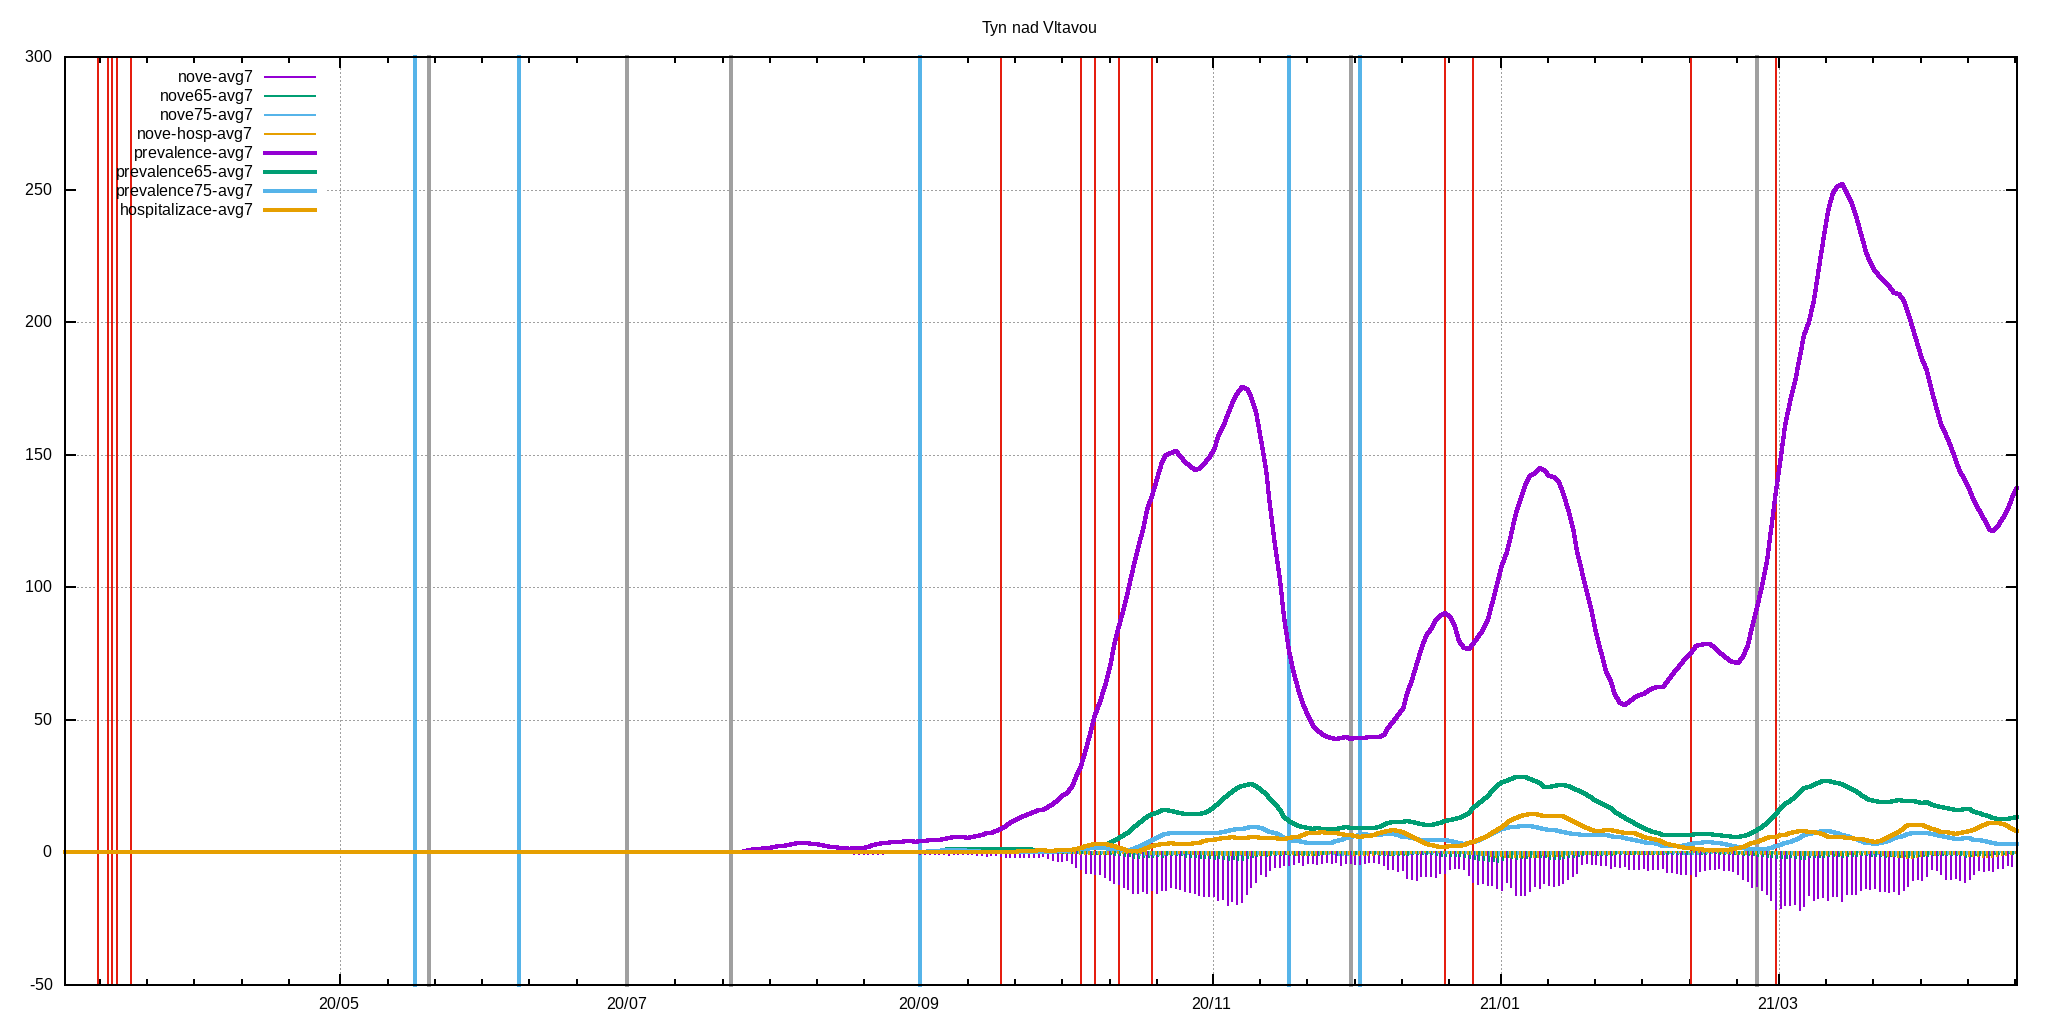 Tyn nad Vltavou
300
250
200
150
100
50
0
-50
nove-avg7
nove65-avg7
nove75-avg7
nove-hosp-avg7
prevalence-avg7
prevalence65-avg7
prevalence75-avg7
hospitalizace-avg7
20/05 20/07 20/09 20/11 21/01 21/03